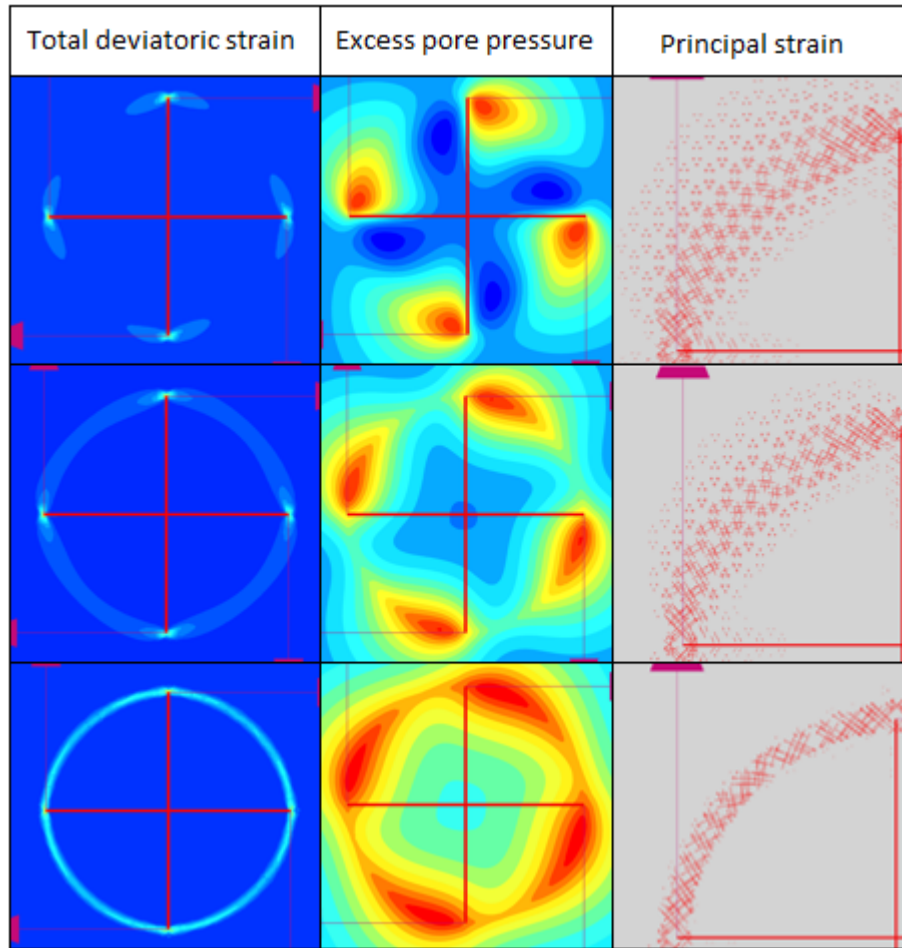 Total deviatoric strain
Excess pore pressure
Principal strain